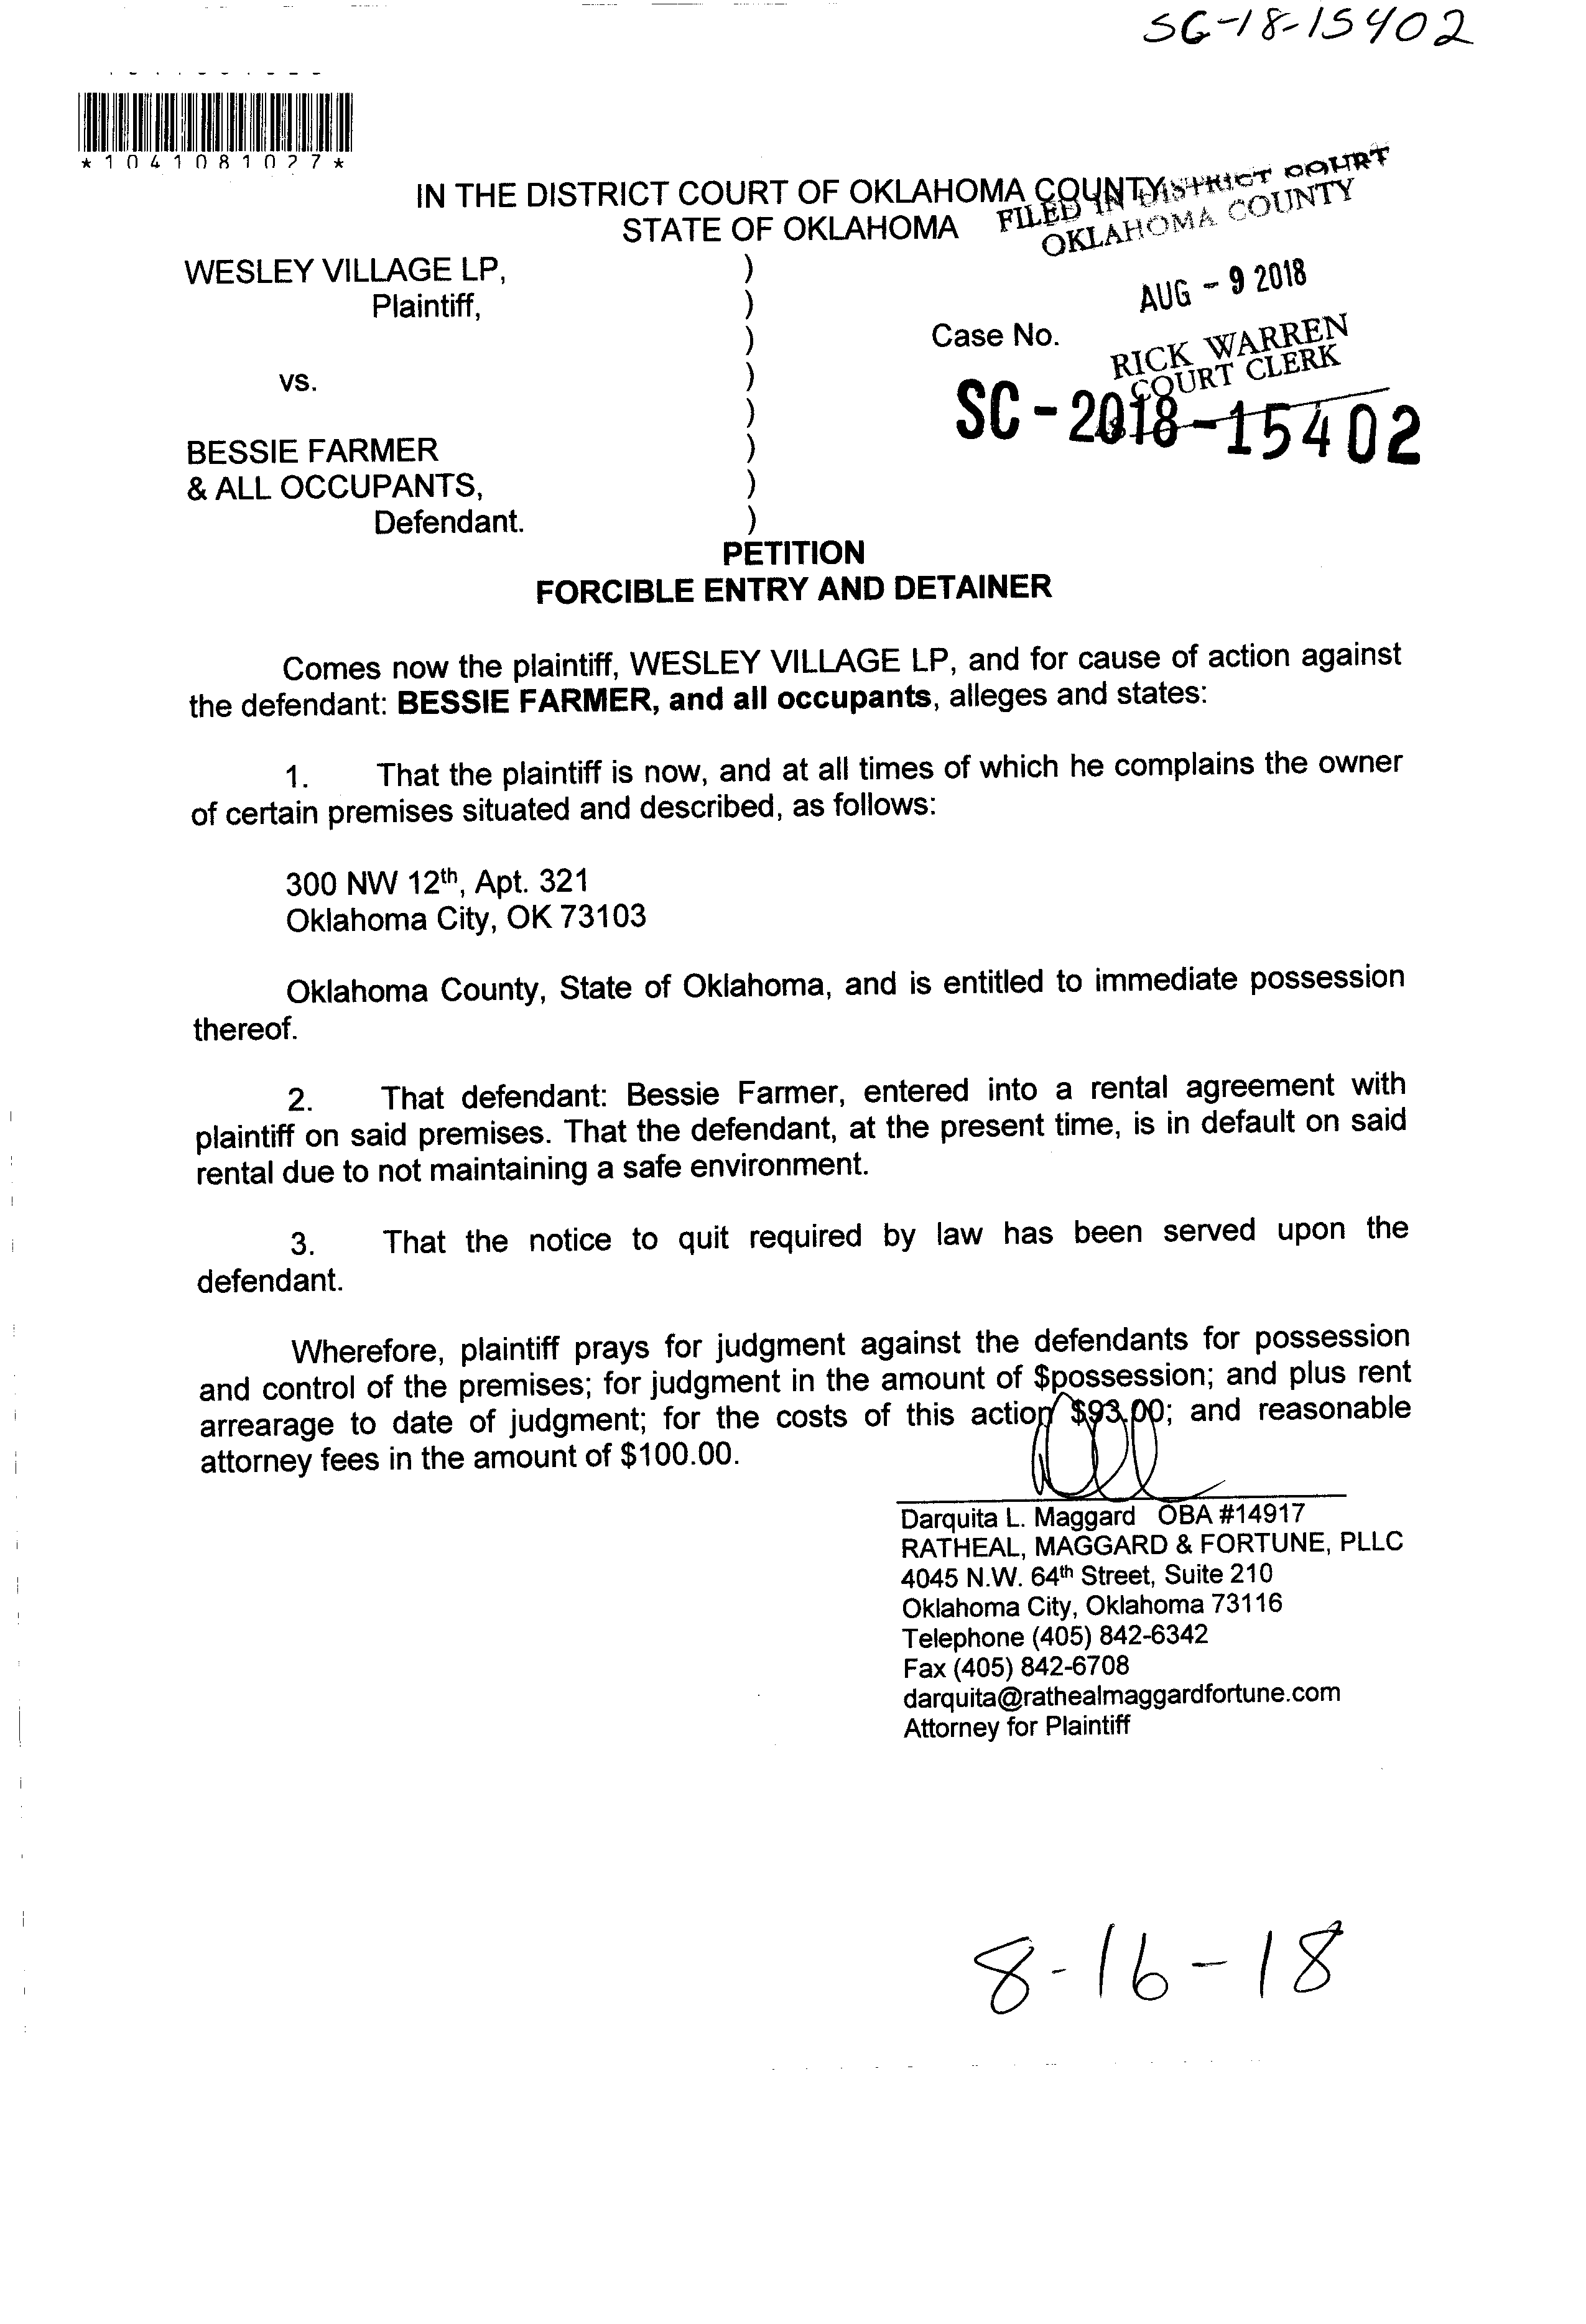 SC-18-15402
*1041081027*
IN THE DISTRICT COURT OF OKLAHOMA COUNTY
STATE OF OKLAHOMA
FILED IN DISTRICT COURT
OKLAHOMA COUNTY
WESLEY VILLAGE LP, )
Plaintiff, )
AUG - 9 2018
) Case No.
RICK WARREN
COURT CLERK
vs. )
) SC-2018-15402
BESSIE FARMER )
& ALL OCCUPANTS, )
Defendant. )
PETITION
FORCIBLE ENTRY AND DETAINER
Comes now the plaintiff, WESLEY VILLAGE LP, and for cause of action against
the defendant: BESSIE FARMER, and all occupants, alleges and states:
1. That the plaintiff is now, and at all times of which he complains the owner
of certain premises situated and described, as follows:
300 NW 12th, Apt. 321
Oklahoma City, OK 73103
Oklahoma County, State of Oklahoma, and is entitled to immediate possession
thereof.
2. That defendant: Bessie Farmer, entered into a rental agreement with
plaintiff on said premises. That the defendant, at the present time, is in default on said
rental due to not maintaining a safe environment.
3. That the notice to quit required by law has been served upon the
defendant.
Wherefore, plaintiff prays for judgment against the defendants for possession
and control of the premises; for judgment in the amount of $possession; and plus rent
arrearage to date of judgment; for the costs of this action $93.00; and reasonable
attorney fees in the amount of $100.00.
Darquita L. Maggard OBA #14917
RATHEAL, MAGGARD & FORTUNE, PLLC
4045 N.W. 64th Street, Suite 210
Oklahoma City, Oklahoma 73116
Telephone (405) 842-6342
Fax (405) 842-6708
darquita@rathealmaggardfortune.com
Attorney for Plaintiff
8-16-18